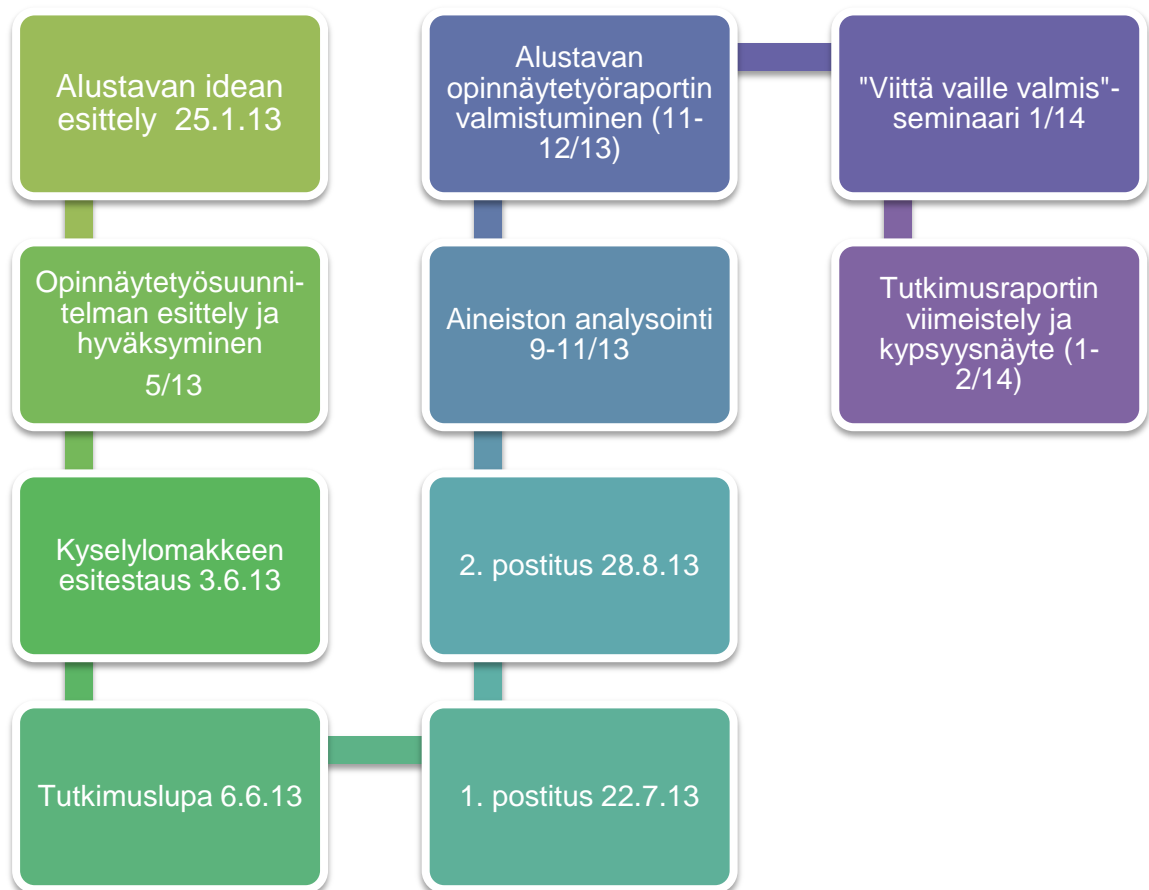 Alustavan idean
esittely 25.1.13
Opinnäytetyösuunni-
telman esittely ja
hyväksyminen
5/13
Kyselylomakkeen
esitestaus 3.6.13
Tutkimuslupa 6.6.13
1. postitus 22.7.13
2. postitus 28.8.13
Aineiston analysointi
9-11/13
Alustavan
opinnäytetyöraportin
valmistuminen (11-
12/13)
"Viittä vaille valmis"-
seminaari 1/14
Tutkimusraportin
viimeistely ja
kypsyysnäyte (1-
2/14)